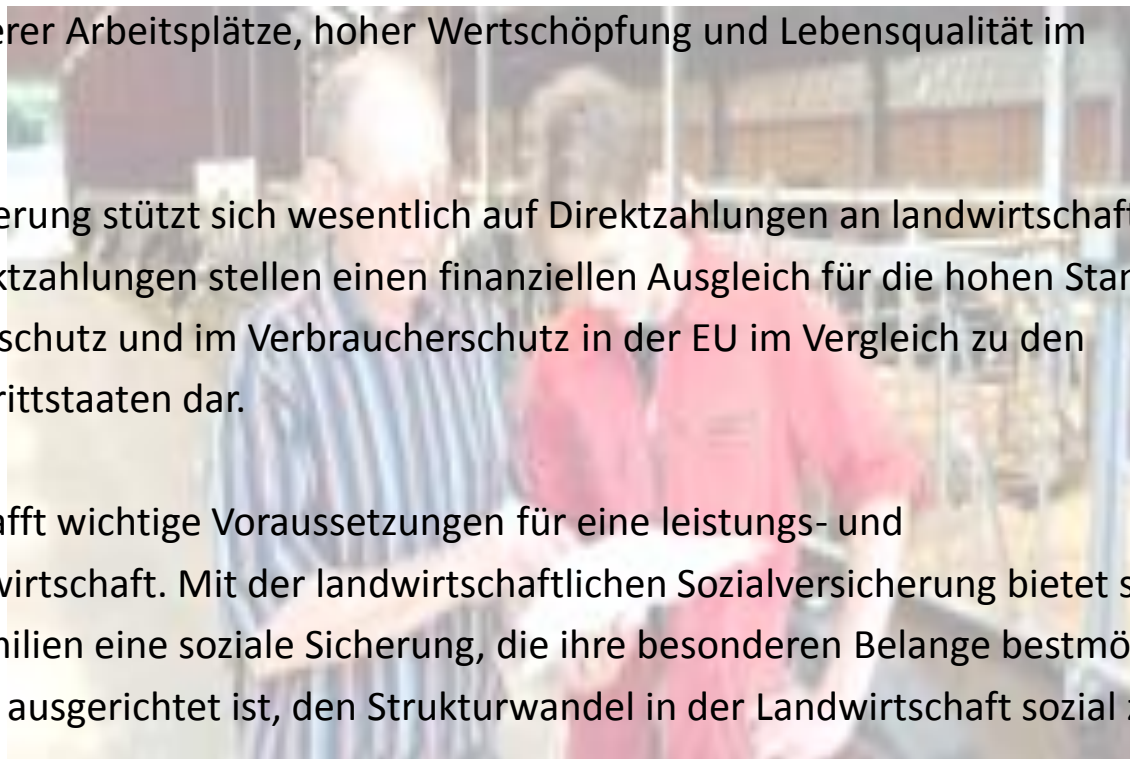 erer Arbeitsplätze, hoher Wertschöpfung und Lebensqualität im
erung stützt sich wesentlich auf Direktzahlungen an landwirtschaft
ktzahlungen stellen einen finanziellen Ausgleich für die hohen Stan
schutz und im Verbraucherschutz in der EU im Vergleich zu den
rittstaaten dar.
afft wichtige Voraussetzungen für eine leistungs- und
wirtschaft. Mit der landwirtschaftlichen Sozialversicherung bietet s
milien eine soziale Sicherung, die ihre besonderen Belange bestmö
ausgerichtet ist, den Strukturwandel in der Landwirtschaft sozial z